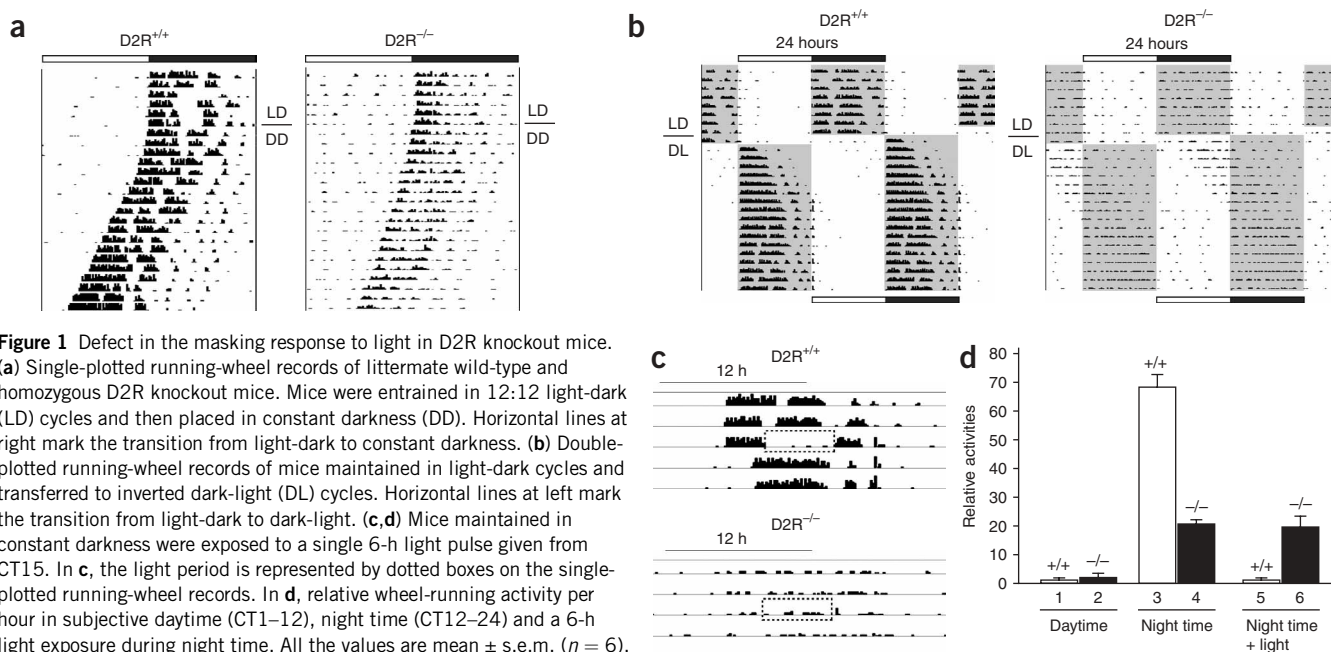 a
D2R+/+
D2R−/−
LD
DD
LD
DD
b
D2R+/+
24 hours
D2R−/−
24 hours
LD
DL
LD
DL
Figure 1 Defect in the masking response to light in D2R knockout mice.
(a) Single-plotted running-wheel records of littermate wild-type and
homozygous D2R knockout mice. Mice were entrained in 12:12 light-dark
(LD) cycles and then placed in constant darkness (DD). Horizontal lines at
right mark the transition from light-dark to constant darkness. (b) Double-
plotted running-wheel records of mice maintained in light-dark cycles and
transferred to inverted dark-light (DL) cycles. Horizontal lines at left mark
the transition from light-dark to dark-light. (c,d) Mice maintained in
constant darkness were exposed to a single 6-h light pulse given from
CT15. In c, the light period is represented by dotted boxes on the single-
plotted running-wheel records. In d, relative wheel-running activity per
hour in subjective daytime (CT1–12), night time (CT12–24) and a 6-h
light exposure during night time. All the values are mean ± s.e.m. (n = 6).
c
D2R+/+
12 h
D2R−/−
12 h
d
Relative activities
80
70
60
50
40
30
20
10
0
+/+
−/−
+/+
−/−
+/+
−/−
1 2 3 4 5 6
Daytime
Night time
Night time
+ light